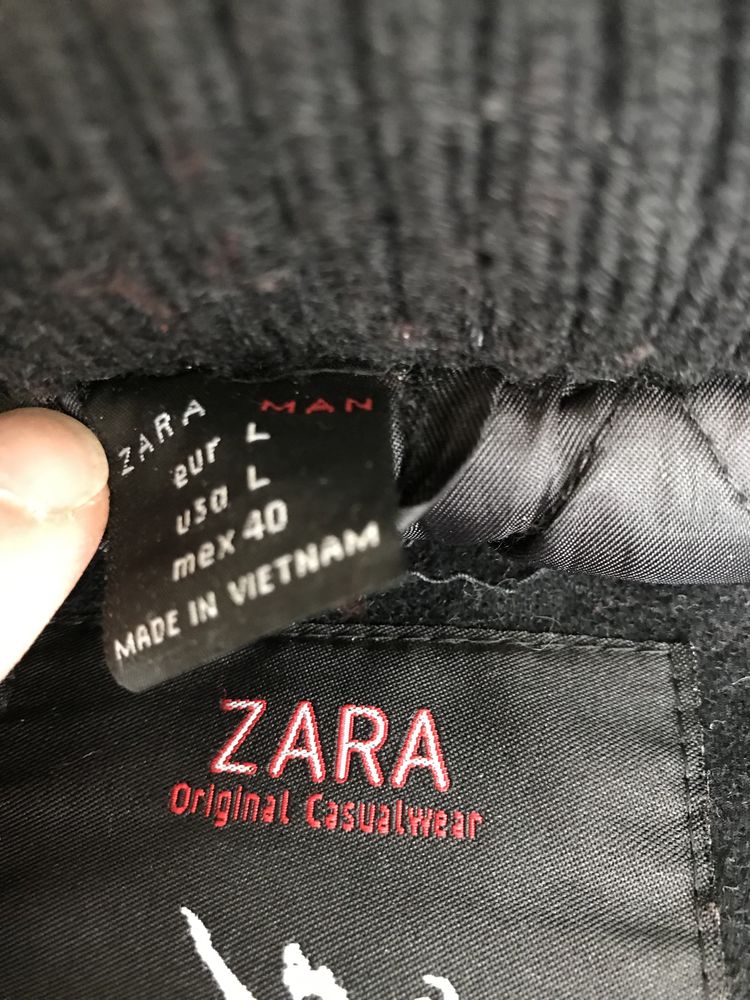 ZARA MAN
eur L
usa L
mex 40
MADE IN VIETNAM
ZARA
Original Casualwear